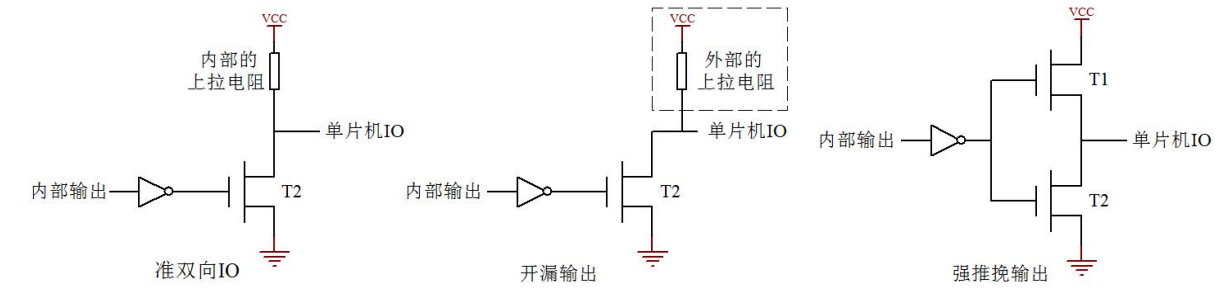 VCC
内部的
上拉电阻
单片机IO
内部输出
T2
准双向IO
VCC
外部的
上拉电阻
单片机IO
内部输出
T2
开漏输出
VCC
T1
内部输出
单片机IO
T2
强推挽输出